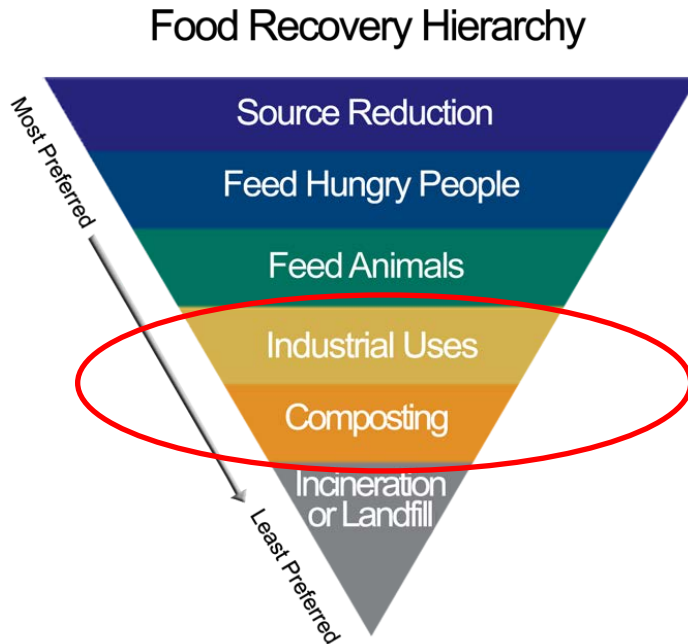 Food Recovery Hierarchy
Most Preferred
Source Reduction
Feed Hungry People
Feed Animals
Industrial Uses
Composting
Incineration
or Landfill
Least Preferred